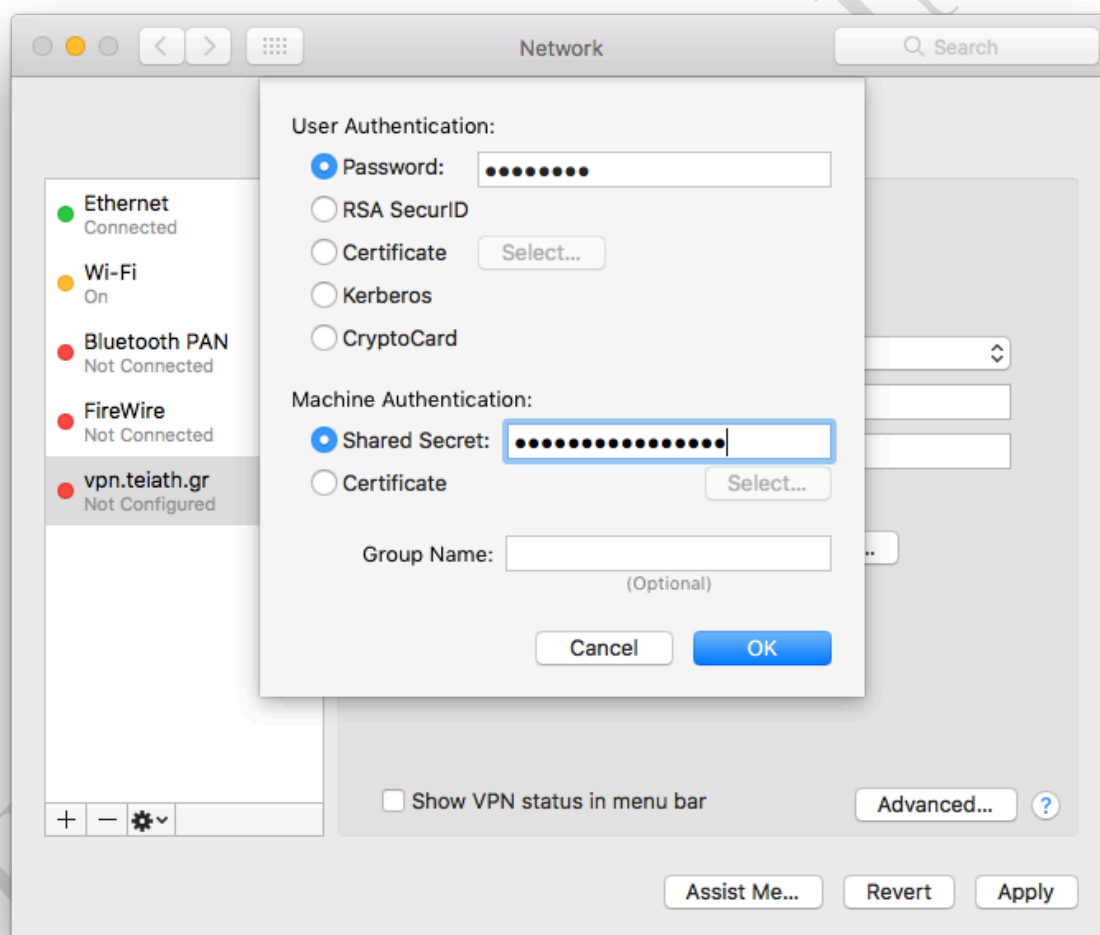 Network
Search
User Authentication:
Password: ••••••••
RSA SecurID
Certificate Select...
Kerberos
CryptoCard
Machine Authentication:
Shared Secret: ••••••••••••••••
Certificate Select...
Group Name:
(Optional)
Cancel OK
Ethernet
Connected
Wi-Fi
On
Bluetooth PAN
Not Connected
FireWire
Not Connected
vpn.teiath.gr
Not Configured
..
Show VPN status in menu bar
Advanced... ?
Assist Me... Revert Apply